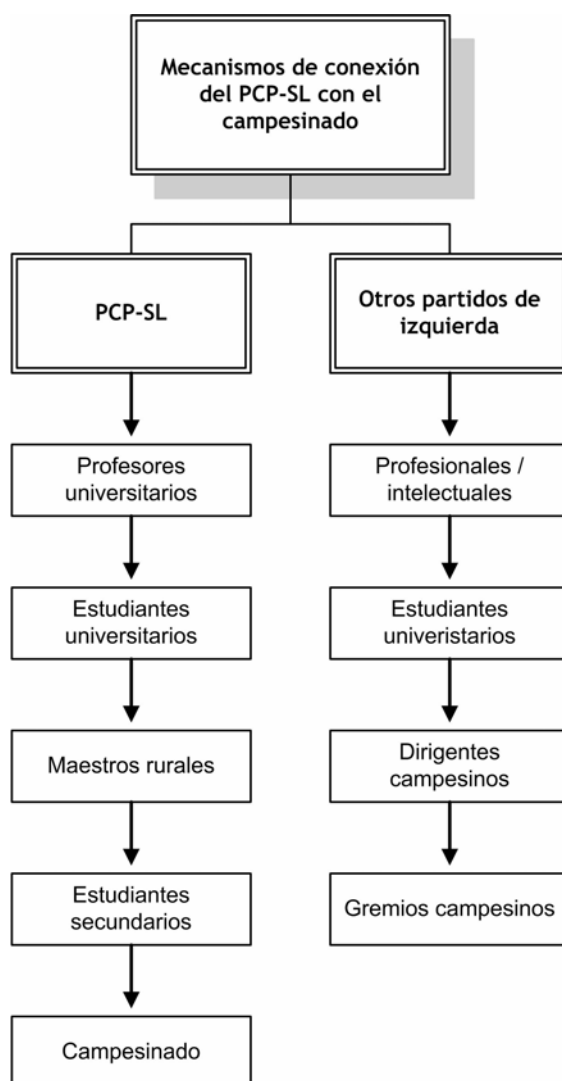 Mecanismos de conexión
del PCP-SL con el
campesinado
PCP-SL
Otros partidos de
izquierda
Profesores
universitarios
Profesionales /
intelectuales
Estudiantes
universitarios
Estudiantes
univeristarios
Maestros rurales
Dirigentes
campesinos
Estudiantes
secundarios
Gremios campesinos
Campesinado